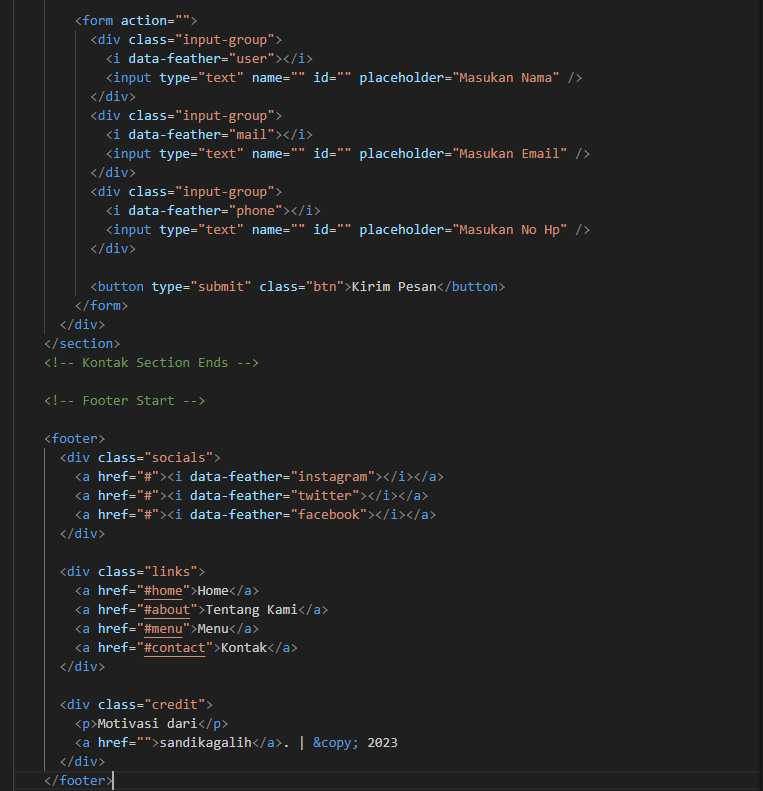 <form action="">
<div class="input-group">
<i data-feather="user"></i>
<input type="text" name="" id="" placeholder="Masukan Nama" />
</div>
<div class="input-group">
<i data-feather="mail"></i>
<input type="text" name="" id="" placeholder="Masukan Email" />
</div>
<div class="input-group">
<i data-feather="phone"></i>
<input type="text" name="" id="" placeholder="Masukan No Hp" />
</div>
<button type="submit" class="btn">Kirim Pesan</button>
</form>
</div>
</section>
<!-- Kontak Section Ends -->
<!-- Footer Start -->
<footer>
<div class="socials">
<a href="#"><i data-feather="instagram"></i></a>
<a href="#"><i data-feather="twitter"></i></a>
<a href="#"><i data-feather="facebook"></i></a>
</div>
<div class="links">
<a href="#home">Home</a>
<a href="#about">Tentang Kami</a>
<a href="#menu">Menu</a>
<a href="#contact">Kontak</a>
</div>
<div class="credit">
<p>Motivasi dari</p>
<a href="">sandikagalih</a>. | &copy; 2023
</div>
</footer>